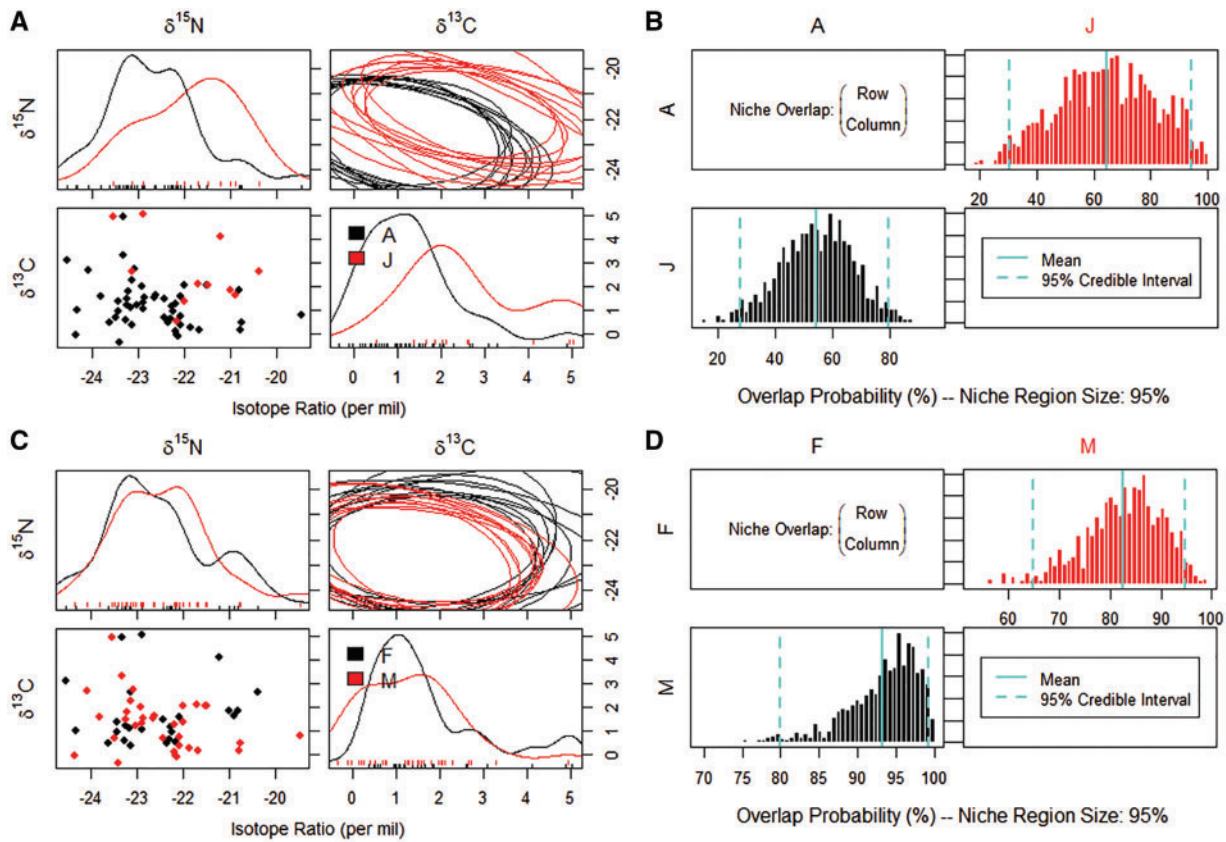 A
δ15N
δ13C
δ15N
-20
-22
-24
δ13C
A
J
5
4
3
2
1
0
-24
-23
-22
-21
-20
0
1
2
3
4
5
Isotope Ratio (per mil)
B
A
J
A
Niche Overlap: (Row
Column)
20
40
60
80
100
J
Mean
95% Credible Interval
20
40
60
80
Overlap Probability (%) -- Niche Region Size: 95%
C
δ15N
δ13C
δ15N
-20
-22
-24
δ13C
F
M
5
4
3
2
1
0
-24
-23
-22
-21
-20
0
1
2
3
4
5
Isotope Ratio (per mil)
D
F
M
F
Niche Overlap: (Row
Column)
60
70
80
90
100
M
Mean
95% Credible Interval
70
75
80
85
90
95
100
Overlap Probability (%) -- Niche Region Size: 95%